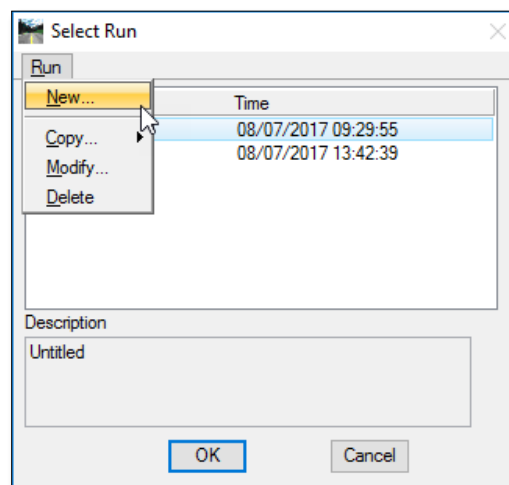 Select Run
Run
New...
Time
08/07/2017 09:29:55
Copy...
08/07/2017 13:42:39
Modify...
Delete
Description
Untitled
OK Cancel